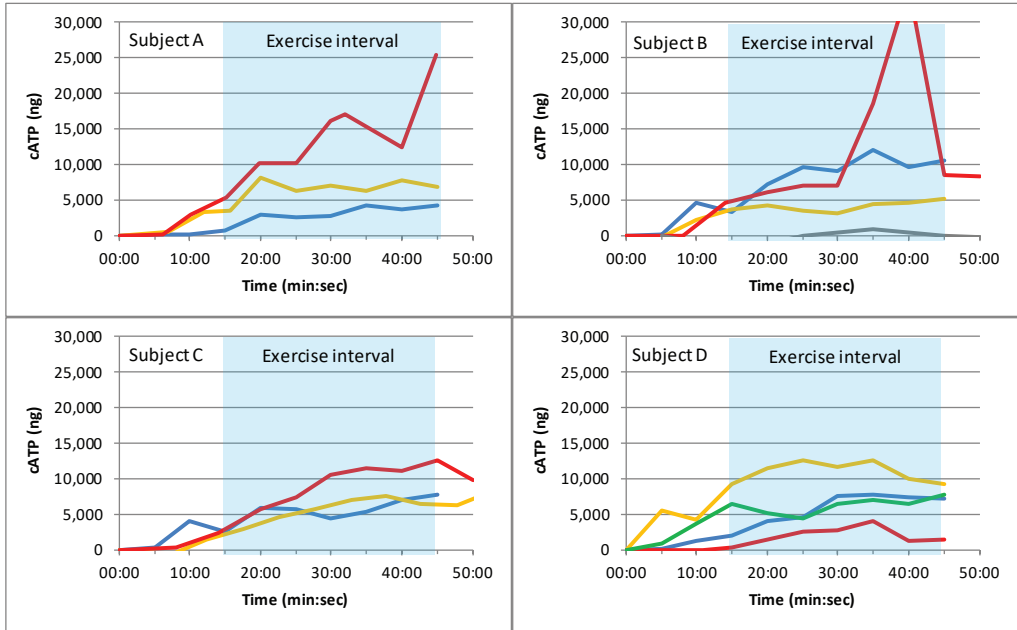 Subject A
Exercise interval
30,000
25,000
20,000
15,000
10,000
5,000
0
cATP (ng)
00:00 10:00 20:00 30:00 40:00 50:00
Time (min:sec)
Subject B
Exercise interval
30,000
25,000
20,000
15,000
10,000
5,000
0
cATP (ng)
00:00 10:00 20:00 30:00 40:00 50:00
Time (min:sec)
Subject C
Exercise interval
30,000
25,000
20,000
15,000
10,000
5,000
0
cATP (ng)
00:00 10:00 20:00 30:00 40:00 50:00
Time (min:sec)
Subject D
Exercise interval
30,000
25,000
20,000
15,000
10,000
5,000
0
cATP (ng)
00:00 10:00 20:00 30:00 40:00 50:00
Time (min:sec)